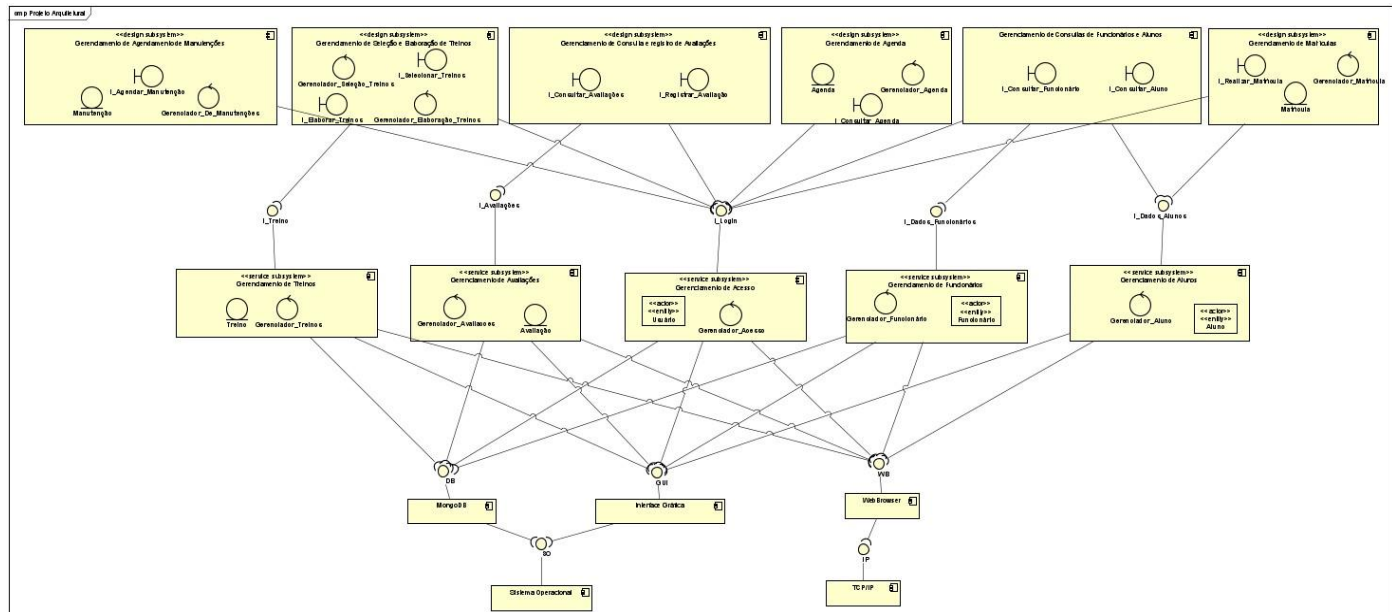 cmp Projeto Arquitetural
<<design subsystem>>
Gerenciamento de Agendamento de Manutenções
I_Agendar_Manutenção
Manutenção
Gerenciador_De_Manutenções
<<design subsystem>>
Gerenciamento de Seleção e Elaboração de Treinos
I_Selecionar_Treinos
Gerenciador_Seleção_Treinos
I_Elaborar_Treinos
Gerenciador_Elaboração_Treinos
<<design subsystem>>
Gerenciamento de Consulta e registro de Avaliações
I_Consultar_Avaliações
I_Registrar_Avaliação
<<design subsystem>>
Gerenciamento de Agenda
Agenda
Gerenciador_Agenda
I_Consultar_Agenda
Gerenciamento de Consultas de Funcionários e Alunos
I_Consultar_Funcionário
I_Consultar_Aluno
<<design subsystem>>
Gerenciamento de Matrículas
I_Realizar_Matrícula
Gerenciador_Matrícula
Matrícula
I_Treino
I_Avaliações
I_Login
I_Dados_Funcionários
I_Dados_Alunos
<<service subsystem>>
Gerenciamento de Treinos
Treino
Gerenciador_Treinos
<<service subsystem>>
Gerenciamento de Avaliações
Gerenciador_Avaliasoes
Avaliação
<<service subsystem>>
Gerenciamento de Acesso
<<actor>>
<<entity>>
Usuário
Gerenciador_Acesso
<<service subsystem>>
Gerenciamento de Funcionários
Gerenciador_Funcionário
<<actor>>
<<entity>>
Funcionário
<<service subsystem>>
Gerenciamento de Alunos
Gerenciador_Aluno
<<actor>>
<<entity>>
Aluno
DB
GUI
WB
MongoDB
Interface Gráfica
Web Browser
SO
IP
Sistema Operacional
TCP/IP